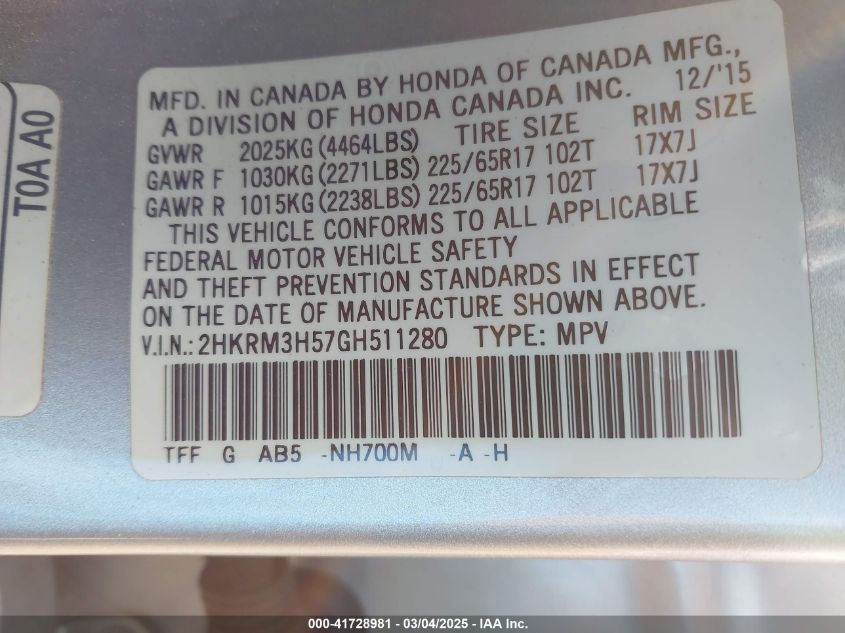 MFD. IN CANADA BY HONDA OF CANADA MFG.,
A DIVISION OF HONDA CANADA INC. 12/'15
GVWR 2025KG (4464LBS) TIRE SIZE RIM SIZE
GAWR F 1030KG (2271LBS) 225/65R17 102T 17X7J
GAWR R 1015KG (2238LBS) 225/65R17 102T 17X7J
THIS VEHICLE CONFORMS TO ALL APPLICABLE
FEDERAL MOTOR VEHICLE SAFETY
AND THEFT PREVENTION STANDARDS IN EFFECT
ON THE DATE OF MANUFACTURE SHOWN ABOVE.
V.I.N.: 2HKRM3H57GH511280 TYPE: MPV
TFF G AB5 -NH700M -A -H
T0A A0
000-41728981 - 03/04/2025 - IAA Inc.